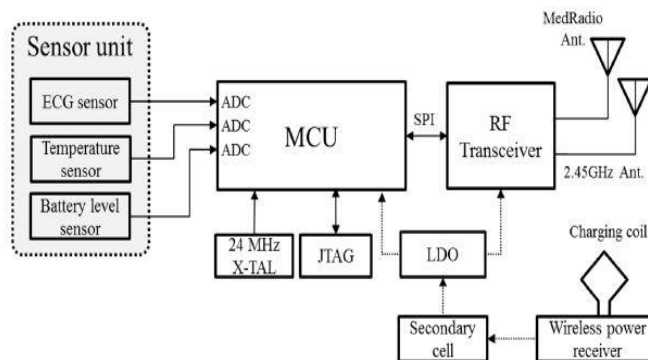 Sensor unit
ECG sensor
Temperature
sensor
Battery level
sensor
ADC
ADC
ADC
MCU
SPI
RF
Transceiver
MedRadio
Ant.
2.45GHz Ant.
24 MHz
X-TAL
JTAG
LDO
Secondary
cell
Charging coil
Wireless power
receiver